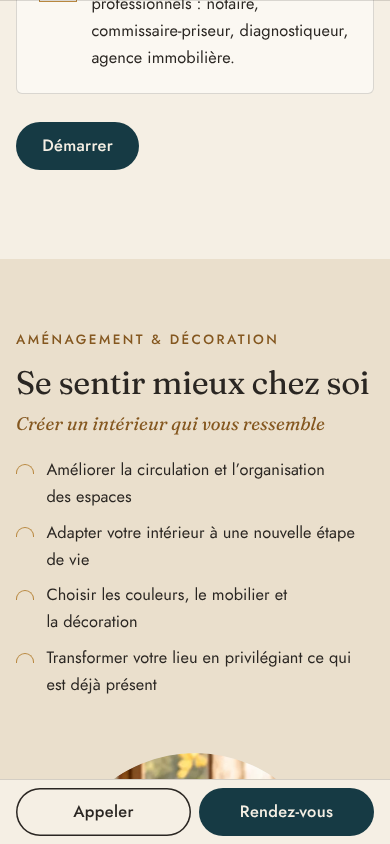 professionnels : notaire,
commissaire-priseur, diagnostiqueur,
agence immobilière.
Démarrer
AMÉNAGEMENT & DÉCORATION
Se sentir mieux chez soi
Créer un intérieur qui vous ressemble
Améliorer la circulation et l’organisation
des espaces
Adapter votre intérieur à une nouvelle étape
de vie
Choisir les couleurs, le mobilier et
la décoration
Transformer votre lieu en privilégiant ce qui
est déjà présent
Appeler
Rendez-vous